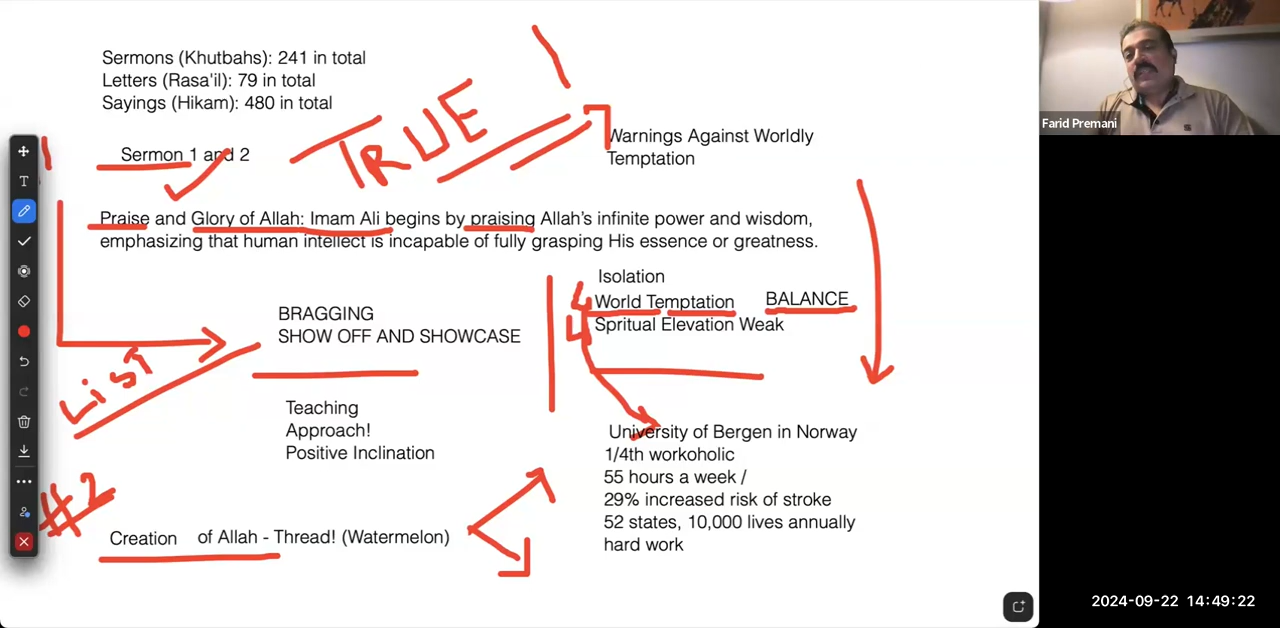 Sermons (Khutbahs): 241 in total
Letters (Rasa'il): 79 in total
Sayings (Hikam): 480 in total
TRUE
Sermon 1 and 2
Warnings Against Worldly
Temptation
Praise and Glory of Allah: Imam Ali begins by praising Allah's infinite power and wisdom,
emphasizing that human intellect is incapable of fully grasping His essence or greatness.
BRAGGING
SHOW OFF AND SHOWCASE
Isolation
World Temptation
Spritual Elevation Weak
BALANCE
LIST
Teaching
Approach!
Positive Inclination
University of Bergen in Norway
1/4th workoholic
55 hours a week /
29% increased risk of stroke
52 states, 10,000 lives annually
hard work
#2
Creation of Allah - Thread! (Watermelon)
T
Farid Premani
2024-09-22 14:49:22